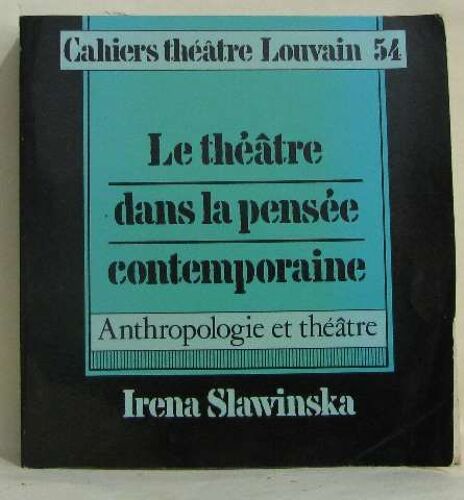 Cahiers théâtre Louvain 54
Le théâtre
dans la pensée
contemporaine
Anthropologie et théâtre
Irena Slawinska